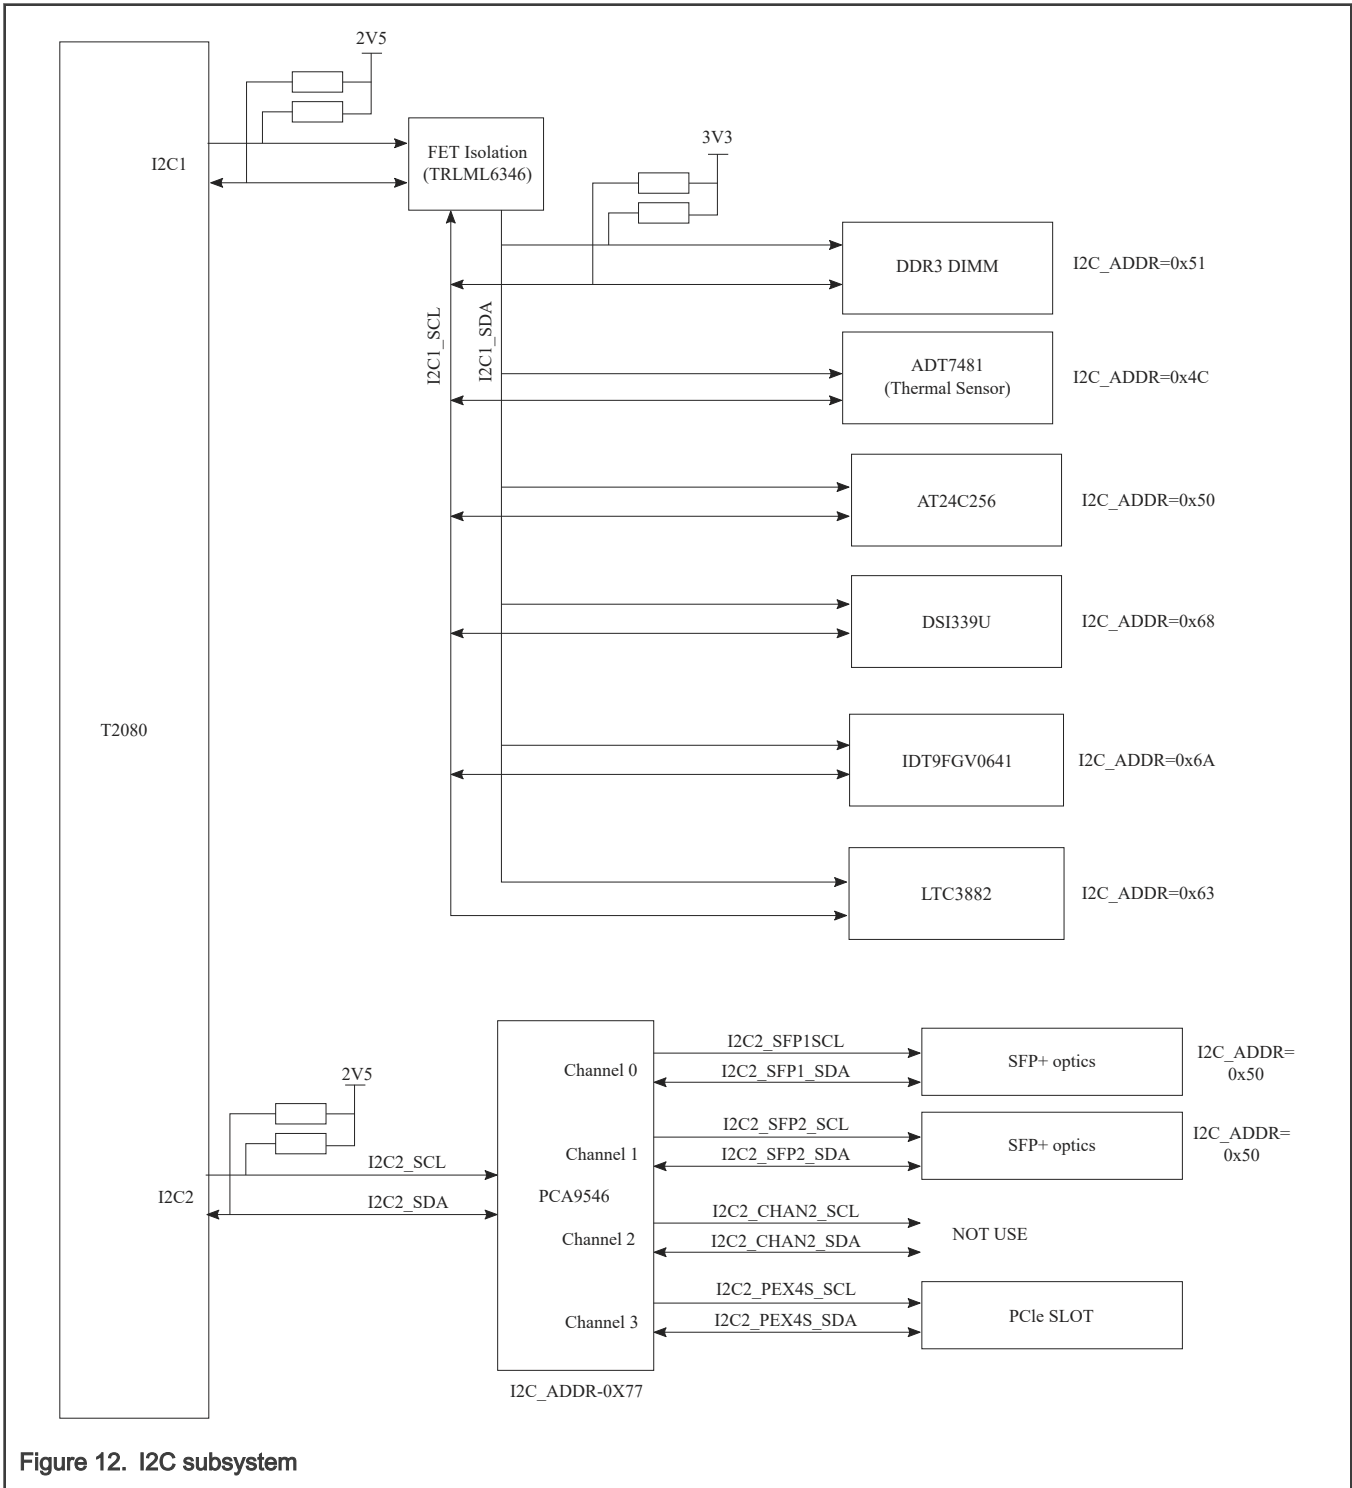 2V5
I2C1
FET Isolation
(TRLML6346)
3V3
DDR3 DIMM
I2C_ADDR=0x51
I2C1_SCL
I2C1_SDA
ADT7481
(Thermal Sensor)
I2C_ADDR=0x4C
AT24C256
I2C_ADDR=0x50
DSI339U
I2C_ADDR=0x68
T2080
IDT9FGV0641
I2C_ADDR=0x6A
LTC3882
I2C_ADDR=0x63
2V5
I2C2
I2C2_SCL
I2C2_SDA
Channel 0
I2C2_SFP1SCL
I2C2_SFP1_SDA
SFP+ optics
I2C_ADDR=
0x50
Channel 1
I2C2_SFP2_SCL
I2C2_SFP2_SDA
SFP+ optics
I2C_ADDR=
0x50
PCA9546
Channel 2
I2C2_CHAN2_SCL
I2C2_CHAN2_SDA
NOT USE
Channel 3
I2C2_PEX4S_SCL
I2C2_PEX4S_SDA
PCle SLOT
I2C_ADDR-0X77
Figure 12. I2C subsystem